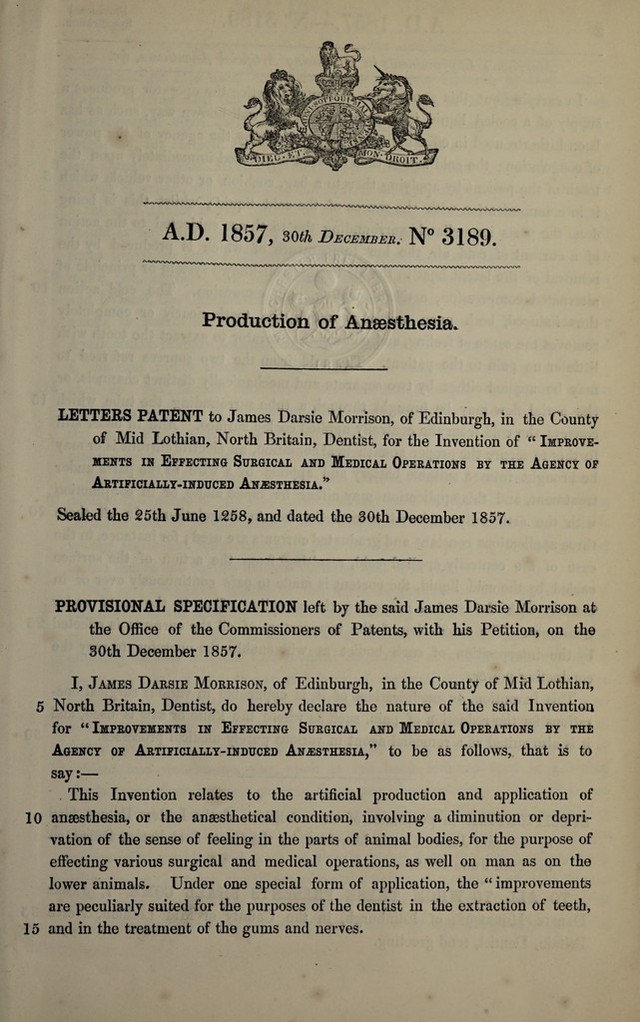 HONI SOIT QUI MAL
DIEU ET MON DROIT
A.D. 1857, 30th DECEMBER. N° 3189.
Production of Anæsthesia.
LETTERS PATENT to James Darsie Morrison, of Edinburgh, in the County
of Mid Lothian, North Britain, Dentist, for the Invention of “ IMPROVE-
MENTS IN EFFECTING SURGICAL AND MEDICAL OPERATIONS BY THE AGENCY OF
ARTIFICIALLY-INDUCED ANÆSTHESIA.”
Sealed the 25th June 1258, and dated the 30th December 1857.
PROVISIONAL SPECIFICATION left by the said James Darsie Morrison at
the Office of the Commissioners of Patents, with his Petition, on the
30th December 1857.
I, JAMES DARSIE MORRISON, of Edinburgh, in the County of Mid Lothian,
5 North Britain, Dentist, do hereby declare the nature of the said Invention
for “ IMPROVEMENTS IN EFFECTING SURGICAL AND MEDICAL OPERATIONS BY THE
AGENCY OF ARTIFICIALLY-INDUCED ANÆSTHESIA,” to be as follows, that is to
say :—
This Invention relates to the artificial production and application of
10 anæsthesia, or the anæsthetical condition, involving a diminution or depri-
vation of the sense of feeling in the parts of animal bodies, for the purpose of
effecting various surgical and medical operations, as well on man as on the
lower animals. Under one special form of application, the “ improvements
are peculiarly suited for the purposes of the dentist in the extraction of teeth,
15 and in the treatment of the gums and nerves.